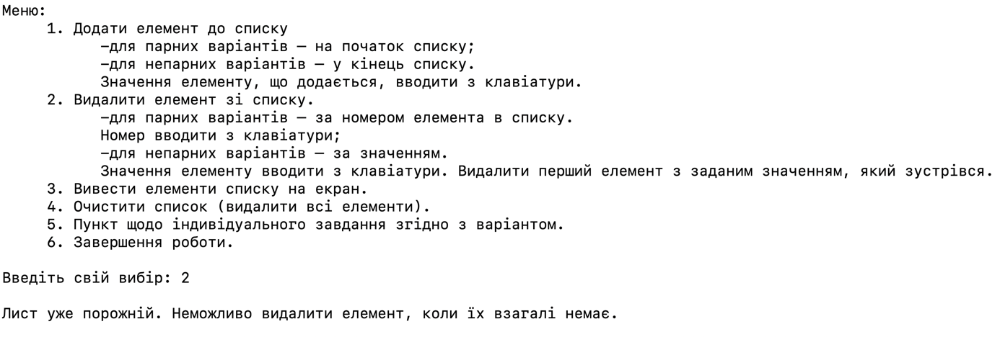 Меню:
1. Додати елемент до списку
−для парних варіантів — на початок списку;
−для непарних варіантів — у кінець списку.
Значення елементу, що додається, вводити з клавіатури.
2. Видалити елемент зі списку.
−для парних варіантів — за номером елемента в списку.
Номер вводити з клавіатури;
−для непарних варіантів — за значенням.
Значення елементу вводити з клавіатури. Видалити перший елемент з заданим значенням, який зустрівся.
3. Вивести елементи списку на екран.
4. Очистити список (видалити всі елементи).
5. Пункт щодо індивідуального завдання згідно з варіантом.
6. Завершення роботи.
Введіть свій вибір: 2
Лист уже порожній. Неможливо видалити елемент, коли їх взагалі немає.